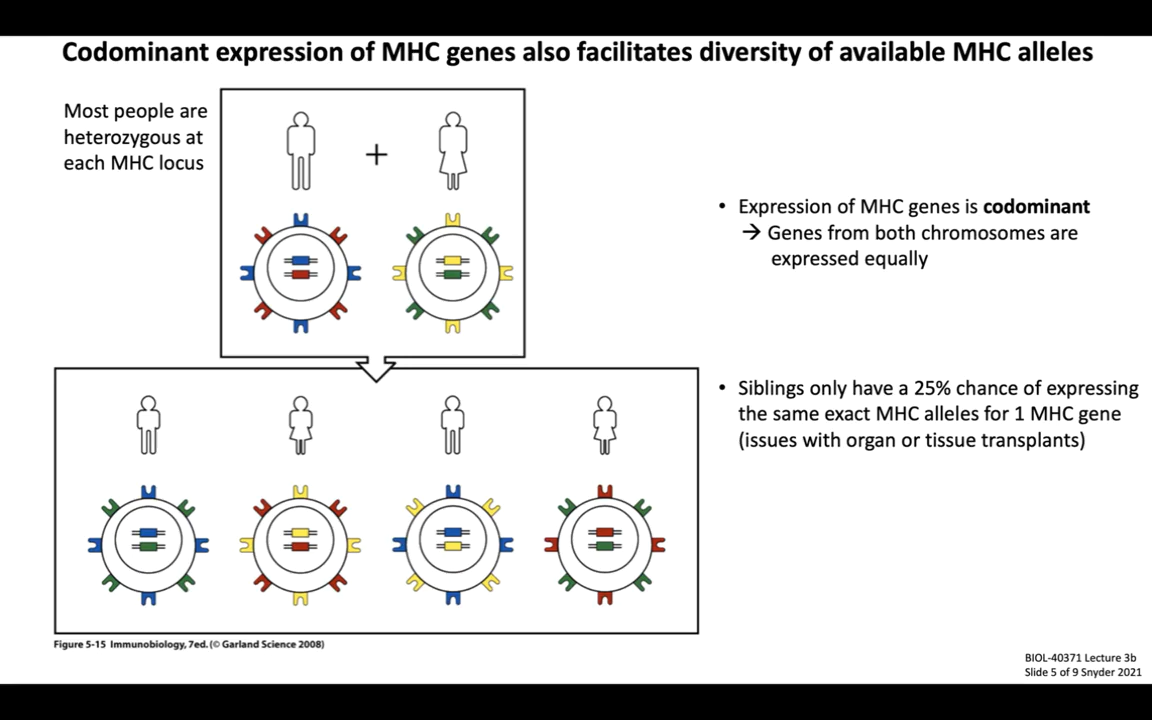 Codominant expression of MHC genes also facilitates diversity of available MHC alleles
Most people are
heterozygous at
each MHC locus
+
• Expression of MHC genes is codominant
→ Genes from both chromosomes are
expressed equally
• Siblings only have a 25% chance of expressing
the same exact MHC alleles for 1 MHC gene
(issues with organ or tissue transplants)
Figure 5-15 Immunobiology, 7ed. (© Garland Science 2008)
BIOL-40371 Lecture 3b
Slide 5 of 9 Snyder 2021